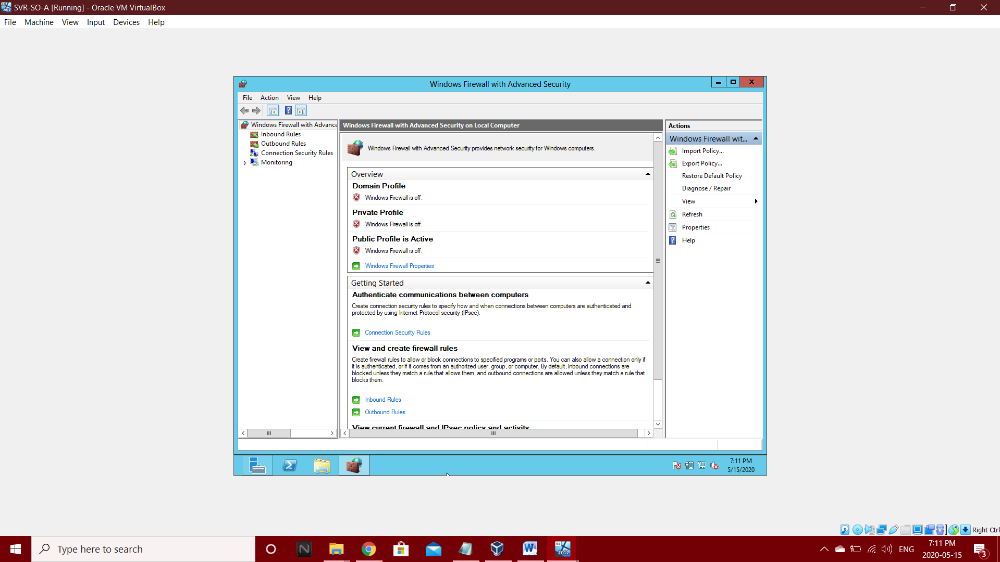 SVR-SO-A [Running] - Oracle VM VirtualBox
File Machine View Input Devices Help
Windows Firewall with Advanced Security
File Action View Help
Windows Firewall with Advance
Inbound Rules
Outbound Rules
Connection Security Rules
Monitoring
Windows Firewall with Advanced Security on Local Computer
Windows Firewall with Advanced Security provides network security for Windows computers.
Overview
Domain Profile
Windows Firewall is off.
Private Profile
Windows Firewall is off.
Public Profile is Active
Windows Firewall is off.
Windows Firewall Properties
Getting Started
Authenticate communications between computers
Create connection security rules to specify how and when connections between computers are authenticated and
protected by using Internet Protocol security (IPsec).
Connection Security Rules
View and create firewall rules
Create firewall rules to allow or block connections to specified programs or ports. You can also allow a connection only if
it is authenticated, or if it comes from an authorized user, group, or computer. By default, inbound connections are
blocked unless they match a rule that allows them, and outbound connections are allowed unless they match a rule that
blocks them.
Inbound Rules
Outbound Rules
View current firewall and IPsec policy and activity
Actions
Windows Firewall wit...
Import Policy...
Export Policy...
Restore Default Policy
Diagnose / Repair
View
Refresh
Properties
Help
7:11 PM
5/15/2020
Right Ctrl
Type here to search
64
2012
ENG
7:11 PM
2020-05-15
3